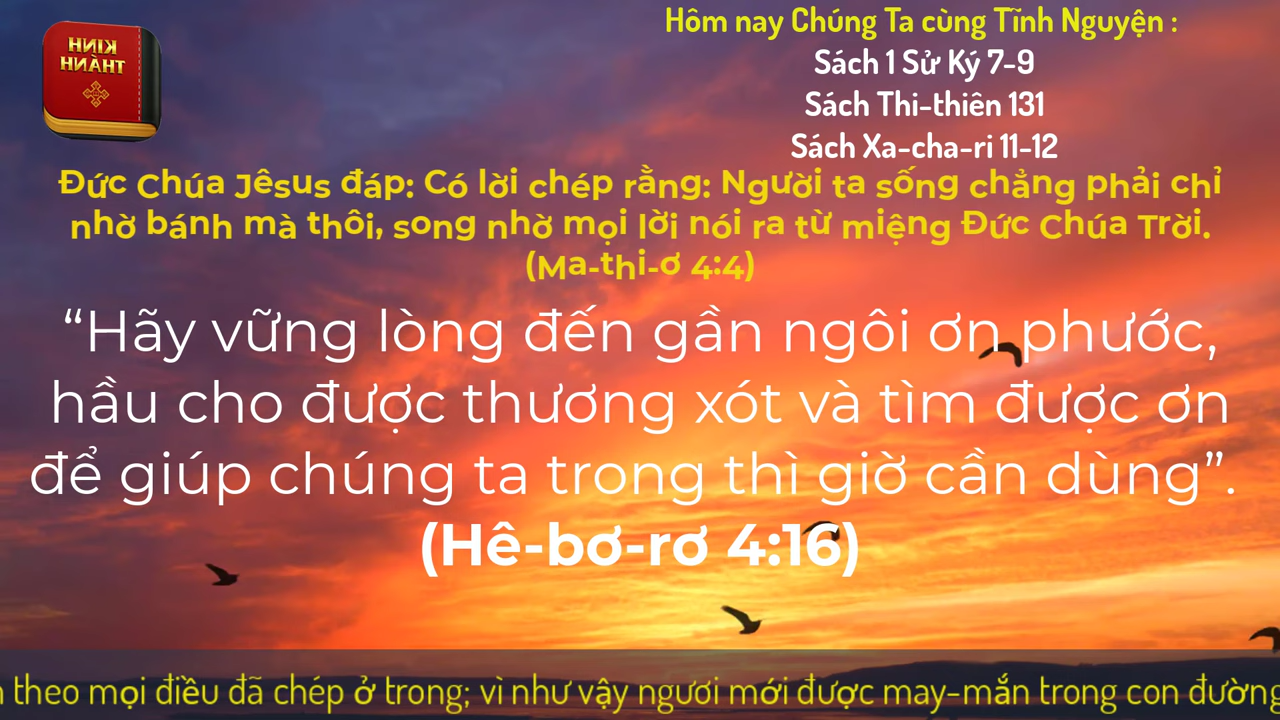 KINH
THÀNH
Hôm nay Chúng Ta cùng Tĩnh Nguyện :
Sách 1 Sử Ký 7-9
Sách Thi-thiên 131
Sách Xa-cha-ri 11-12
Đức Chúa Jêsus đáp: Có lời chép rằng: Người ta sống chẳng phải chỉ
nhờ bánh mà thôi, song nhờ mọi lời nói ra từ miệng Đức Chúa Trời.
(Ma-thi-ơ 4:4)
“Hãy vững lòng đến gần ngôi ơn phước,
hầu cho được thương xót và tìm được ơn
để giúp chúng ta trong thì giờ cần dùng”.
(Hê-bơ-rơ 4:16)
theo mọi điều đã chép ở trong; vì như vậy ngươi mới được may-mắn trong con đường